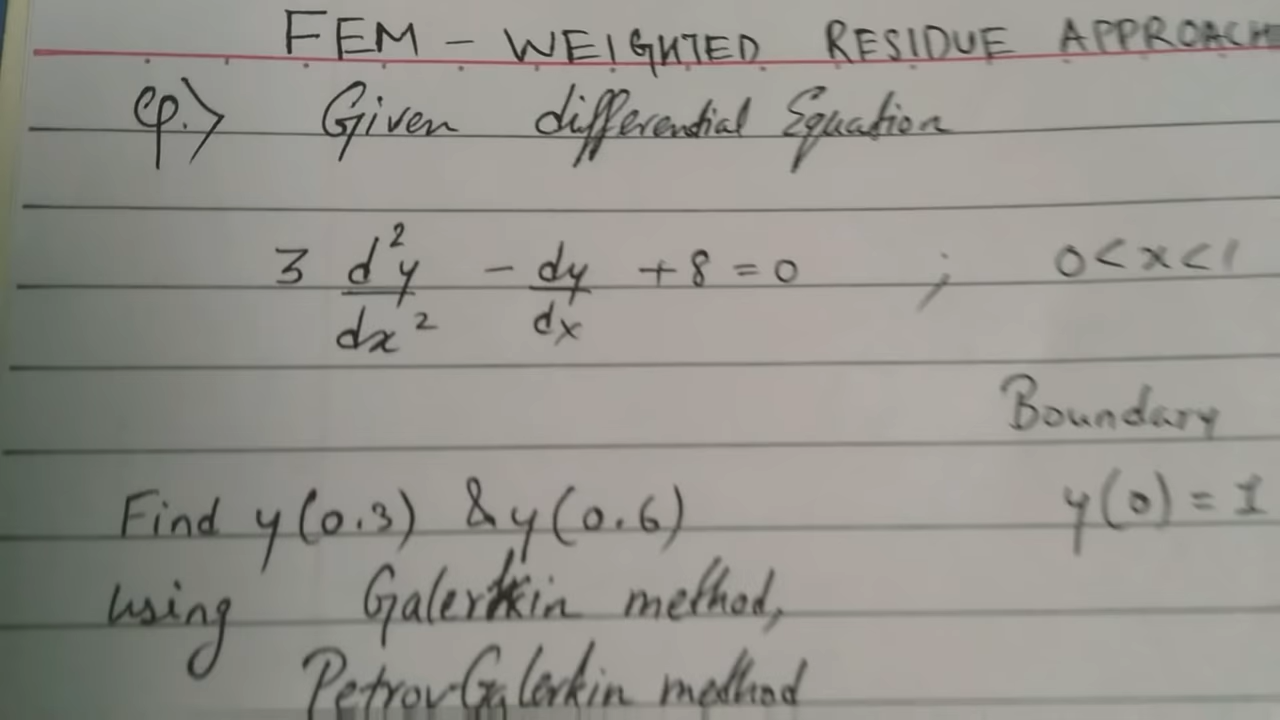 FEM - WEIGHTED RESIDUE APPROACH
Given differential Equation
3 d²y/dx² - dy/dx + 8 = 0 ; 0 < x < 1
Boundary
Find y(0.3) & y(0.6) y(0) = 1
using Galerkin method,
Petrov-Galerkin method